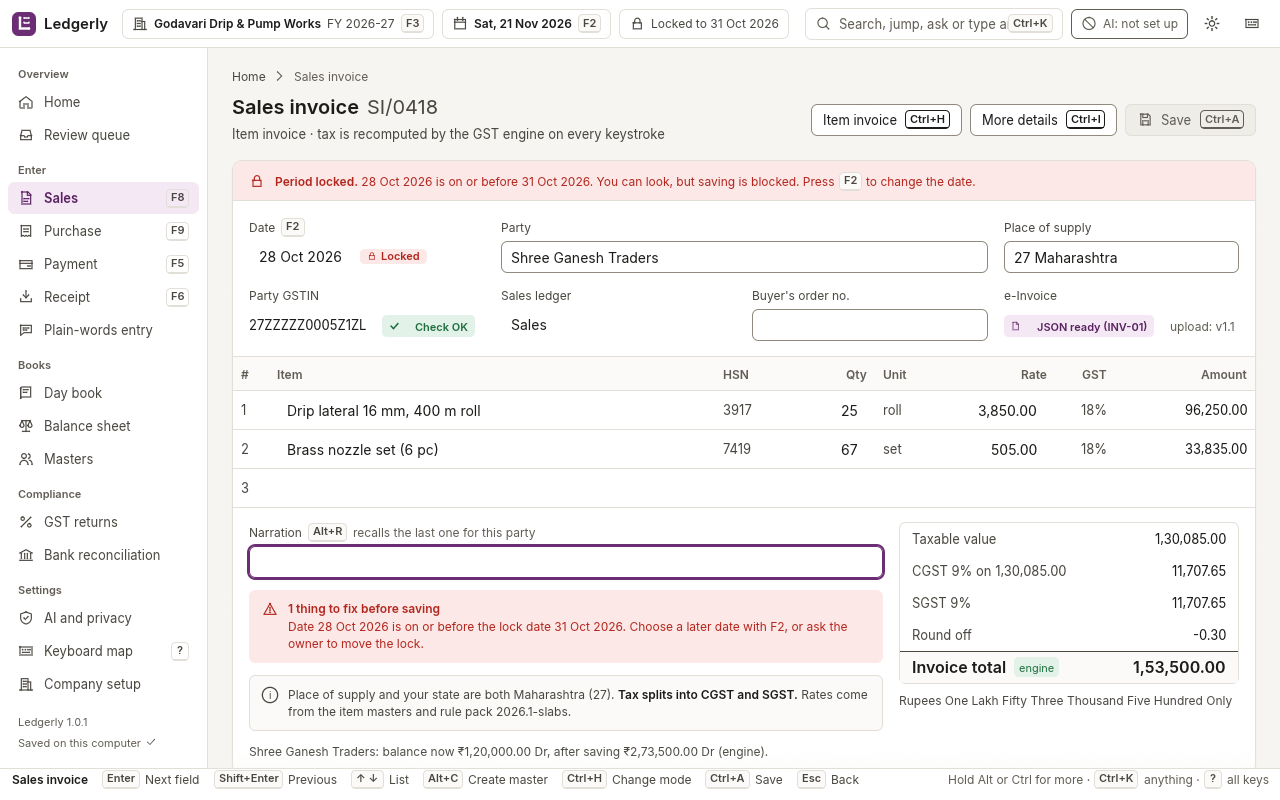 Ledgerly
Godavari Drip & Pump Works FY 2026-27 F3
Sat, 21 Nov 2026 F2
Locked to 31 Oct 2026
Search, jump, ask or type a Ctrl+K
AI: not set up
Overview
Home
Review queue
Enter
Sales F8
Purchase F9
Payment F5
Receipt F6
Plain-words entry
Books
Day book
Balance sheet
Masters
Compliance
GST returns
Bank reconciliation
Settings
AI and privacy
Keyboard map ?
Company setup
Ledgerly 1.0.1
Saved on this computer
Home Sales invoice
Sales invoice SI/0418
Item invoice · tax is recomputed by the GST engine on every keystroke
Item invoice Ctrl+H
More details Ctrl+I
Save Ctrl+A
Period locked. 28 Oct 2026 is on or before 31 Oct 2026. You can look, but saving is blocked. Press F2 to change the date.
Date F2 Party Place of supply
28 Oct 2026 Locked Shree Ganesh Traders 27 Maharashtra
Party GSTIN Sales ledger Buyer's order no. e-Invoice
27ZZZZZ0005Z1ZL Check OK Sales JSON ready (INV-01) upload: v1.1
# Item HSN Qty Unit Rate GST Amount
1 Drip lateral 16 mm, 400 m roll 3917 25 roll 3,850.00 18% 96,250.00
2 Brass nozzle set (6 pc) 7419 67 set 505.00 18% 33,835.00
3
Narration Alt+R recalls the last one for this party
1 thing to fix before saving
Date 28 Oct 2026 is on or before the lock date 31 Oct 2026. Choose a later date with F2, or ask the
owner to move the lock.
Place of supply and your state are both Maharashtra (27). Tax splits into CGST and SGST. Rates come
from the item masters and rule pack 2026.1-slabs.
Shree Ganesh Traders: balance now ₹1,20,000.00 Dr, after saving ₹2,73,500.00 Dr (engine).
Taxable value 1,30,085.00
CGST 9% on 1,30,085.00 11,707.65
SGST 9% 11,707.65
Round off -0.30
Invoice total engine 1,53,500.00
Rupees One Lakh Fifty Three Thousand Five Hundred Only
Sales invoice Enter Next field Shift+Enter Previous ↑ ↓ List Alt+C Create master Ctrl+H Change mode Ctrl+A Save Esc Back Hold Alt or Ctrl for more · Ctrl+K anything · ? all keys